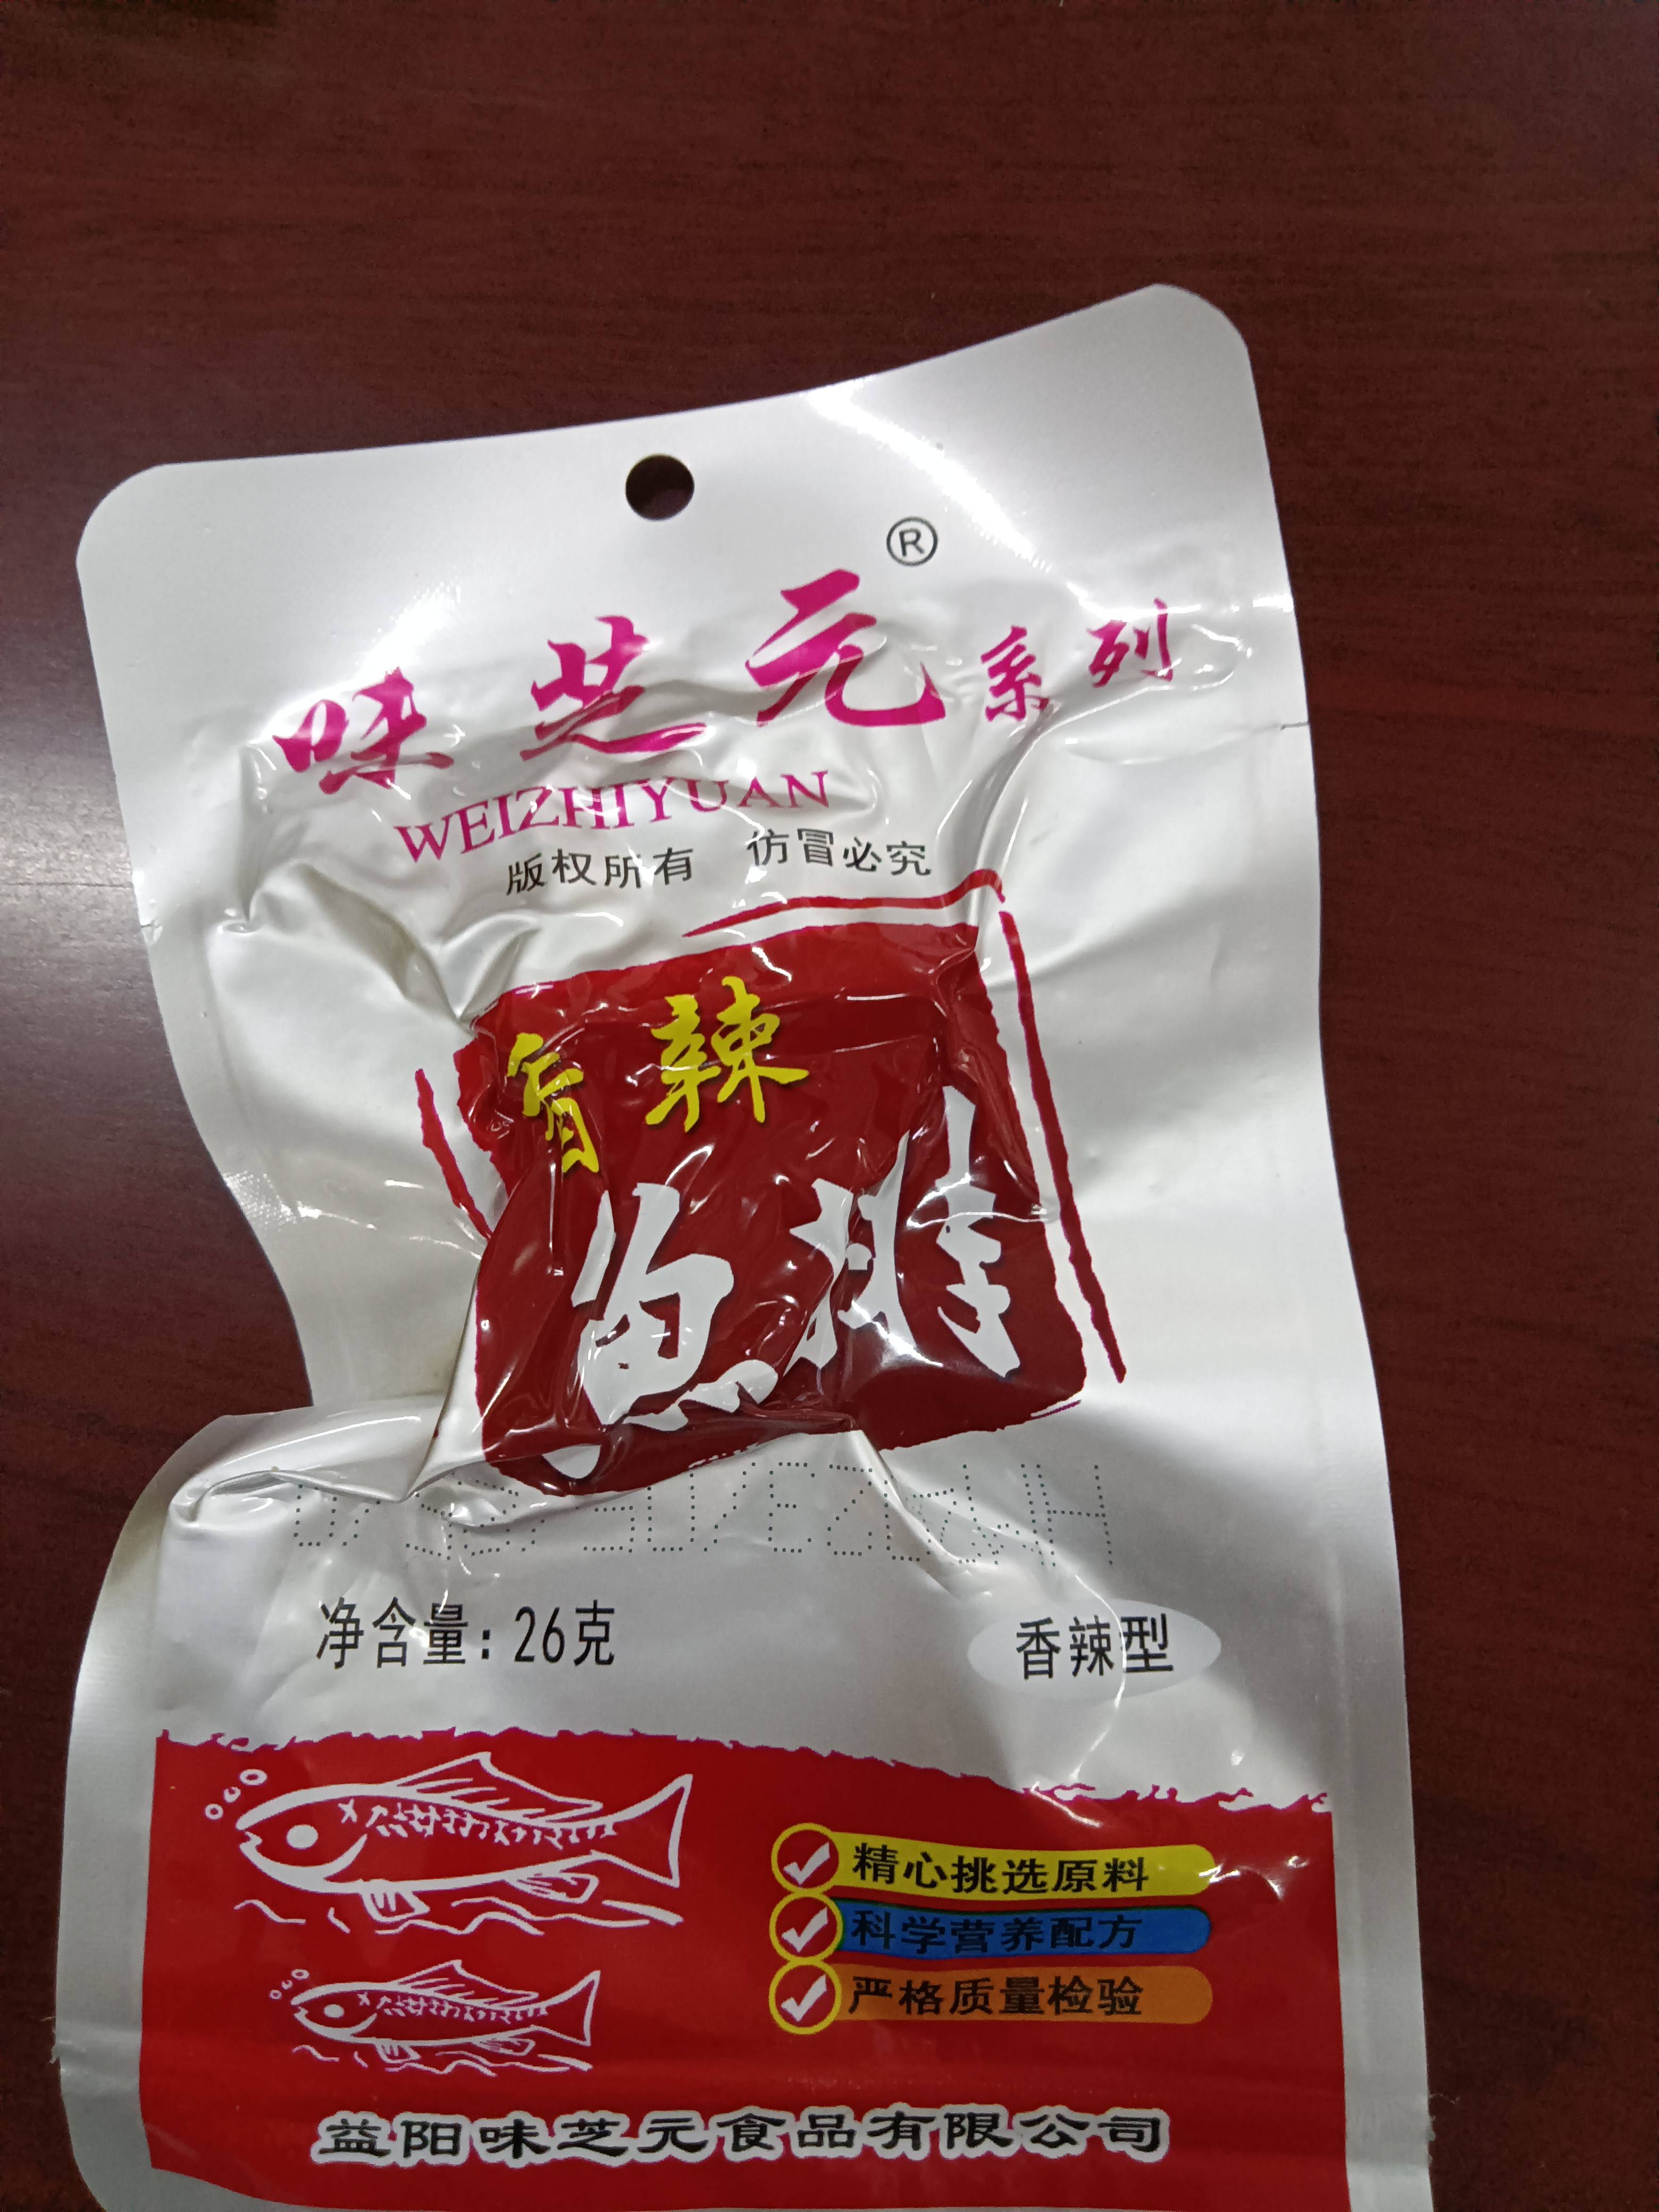 ®
味芝元系列
WEIZHIYUAN
版权所有 仿冒必究
香辣
鱼排
净含量：26克
香辣型
精心挑选原料
科学营养配方
严格质量检验
益阳味芝元食品有限公司